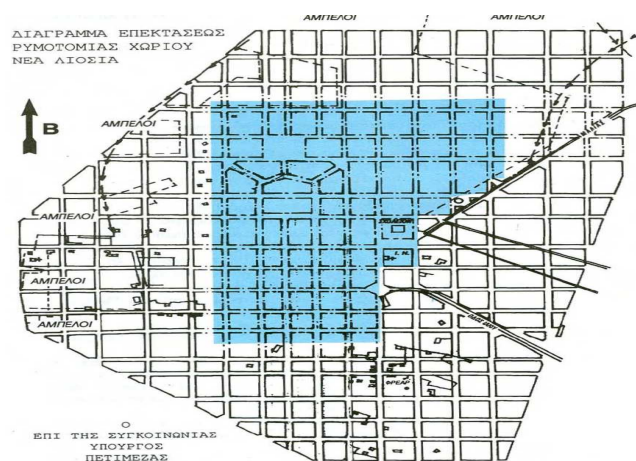 ΑΜΠΕΛΟΙ
ΑΜΠΕΛΟΙ
ΔΙΑΓΡΑΜΜΑ ΕΠΕΚΤΑΣΕΩΣ
ΡΥΜΟΤΟΜΙΑΣ ΧΩΡΙΟΥ
ΝΕΑ ΛΙΟΣΙΑ
Β
ΑΜΠΕΛΟΙ
ΑΜΠΕΛΟΙ
Ι. Ν.
ΑΜΠΕΛΟΙ
ΑΜΠΕΛΟΙ
ΦΡΕΑΡ
Ο
ΕΠΙ ΤΗΣ ΣΥΓΚΟΙΝΩΝΙΑΣ
ΥΠΟΥΡΓΟΣ
ΠΕΤΙΜΕΖΑΣ